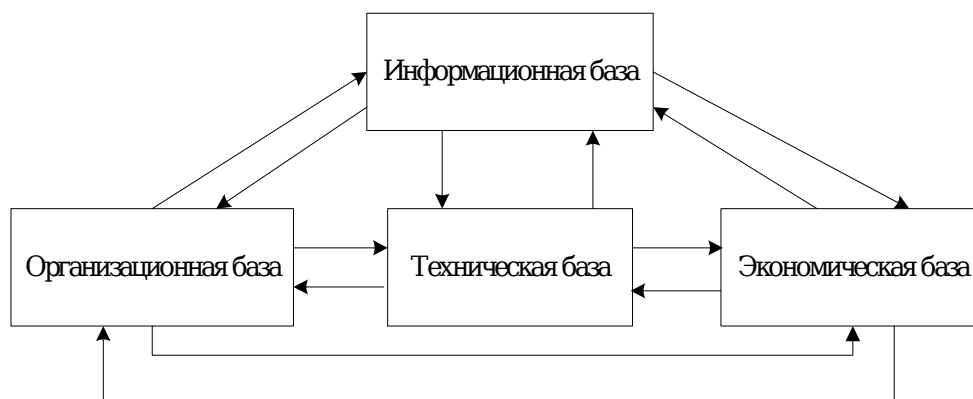 Информационная база
Организационная база
Техническая база
Экономическая база